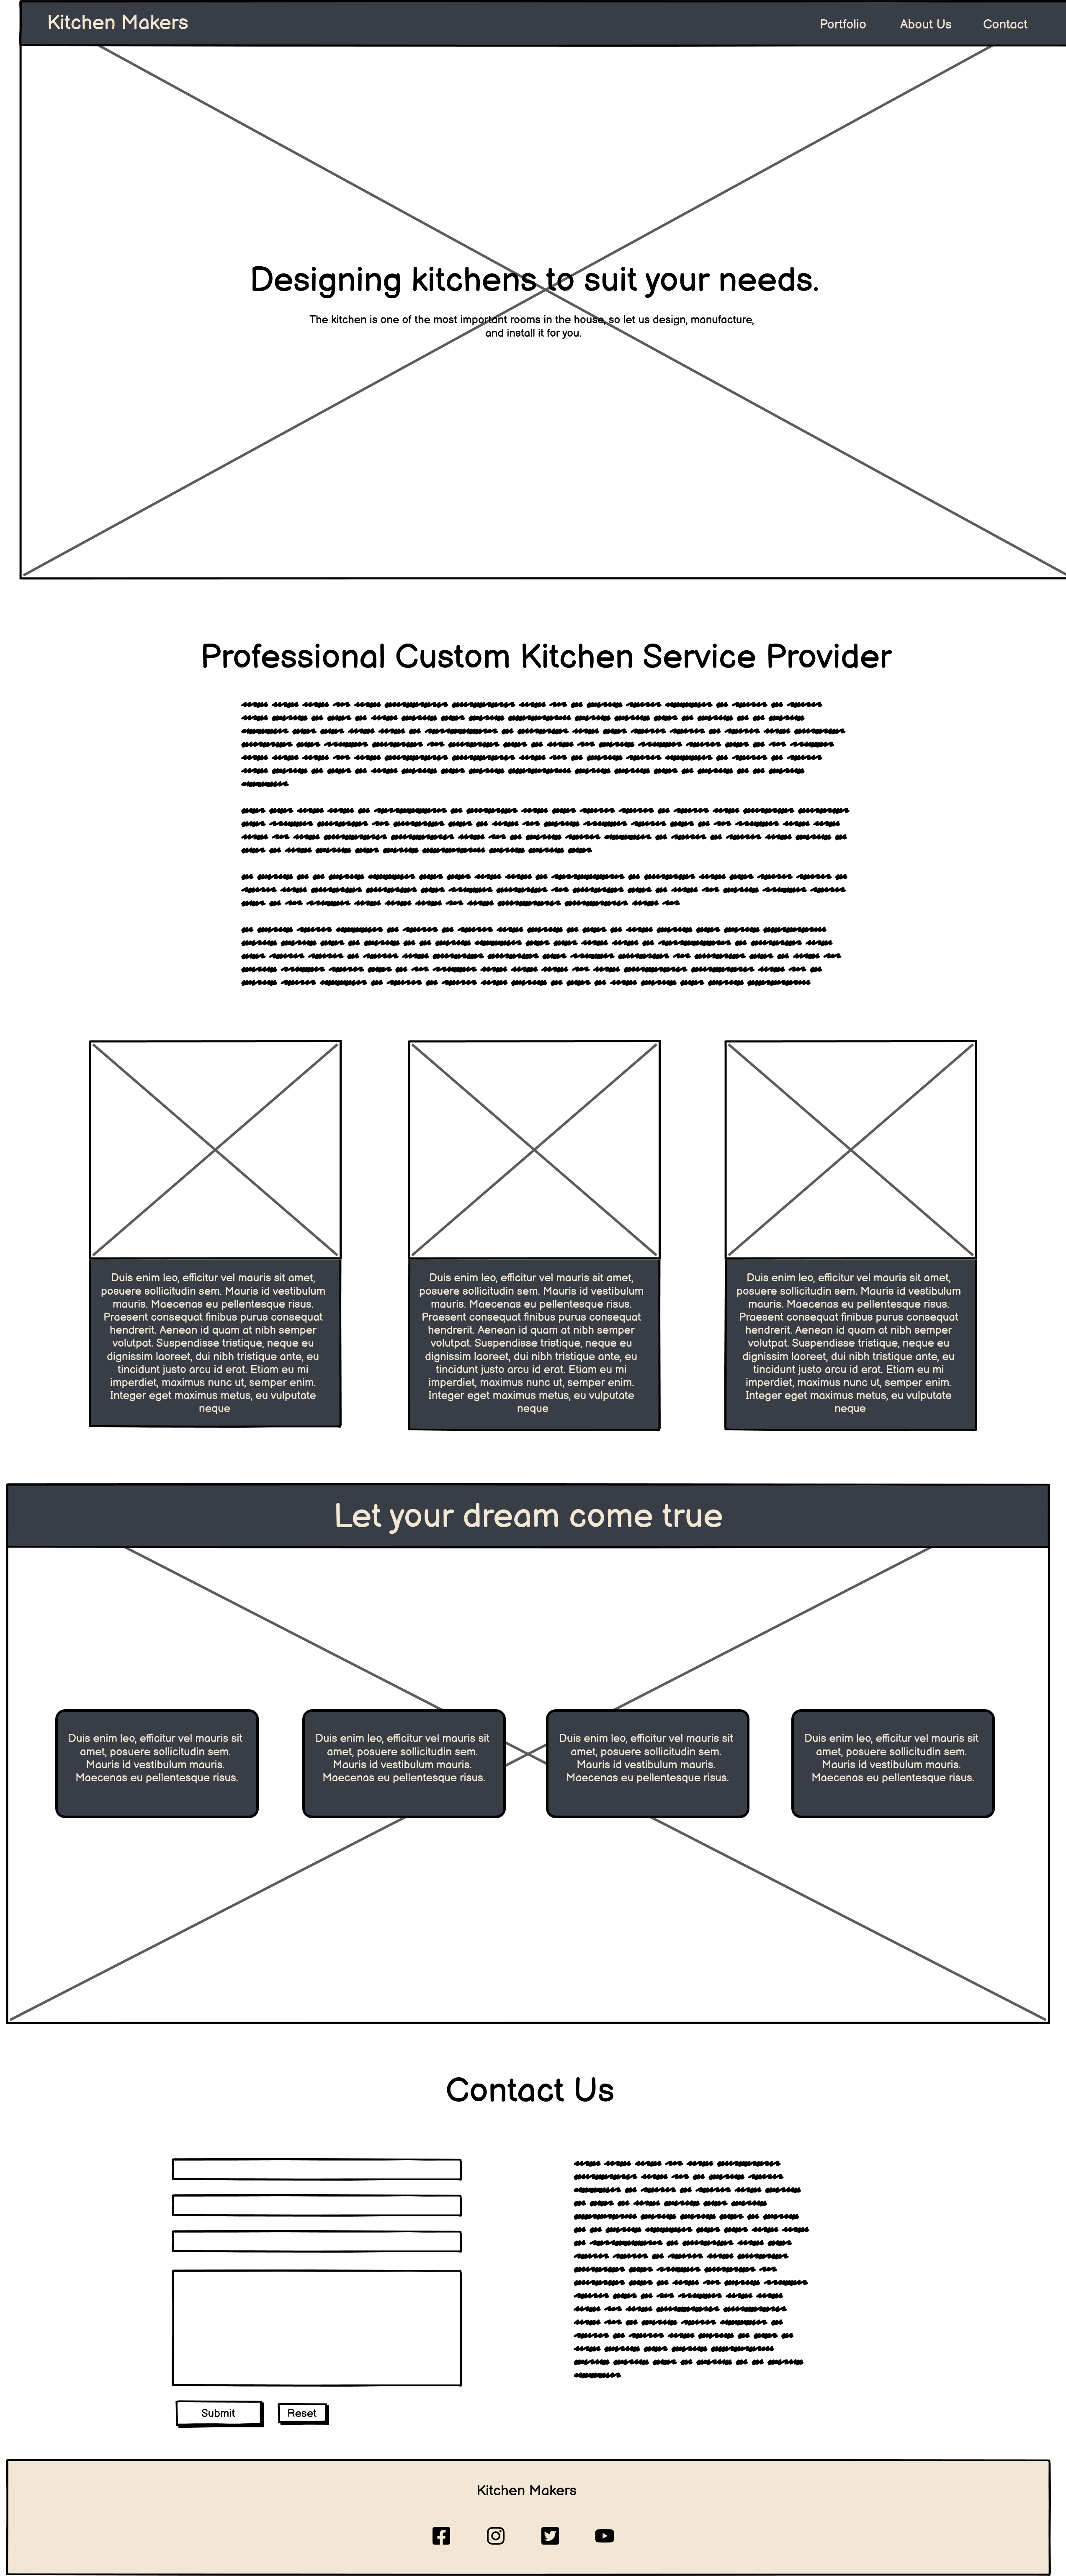 Kitchen Makers
Portfolio
About Us
Contact
Designing kitchens to suit your needs.
The kitchen is one of the most important rooms in the house, so let us design, manufacture,
and install it for you.
Professional Custom Kitchen Service Provider
Duis enim leo, efficitur vel mauris sit amet,
posuere sollicitudin sem. Mauris id vestibulum
mauris. Maecenas eu pellentesque risus.
Praesent consequat finibus purus consequat
hendrerit. Aenean id quam at nibh semper
volutpat. Suspendisse tristique, neque eu
dignissim laoreet, dui nibh tristique ante, eu
tincidunt justo arcu id erat. Etiam eu mi
imperdiet, maximus nunc ut, semper enim.
Integer eget maximus metus, eu vulputate
neque
Duis enim leo, efficitur vel mauris sit amet,
posuere sollicitudin sem. Mauris id vestibulum
mauris. Maecenas eu pellentesque risus.
Praesent consequat finibus purus consequat
hendrerit. Aenean id quam at nibh semper
volutpat. Suspendisse tristique, neque eu
dignissim laoreet, dui nibh tristique ante, eu
tincidunt justo arcu id erat. Etiam eu mi
imperdiet, maximus nunc ut, semper enim.
Integer eget maximus metus, eu vulputate
neque
Duis enim leo, efficitur vel mauris sit amet,
posuere sollicitudin sem. Mauris id vestibulum
mauris. Maecenas eu pellentesque risus.
Praesent consequat finibus purus consequat
hendrerit. Aenean id quam at nibh semper
volutpat. Suspendisse tristique, neque eu
dignissim laoreet, dui nibh tristique ante, eu
tincidunt justo arcu id erat. Etiam eu mi
imperdiet, maximus nunc ut, semper enim.
Integer eget maximus metus, eu vulputate
neque
Let your dream come true
Duis enim leo, efficitur vel mauris sit
amet, posuere sollicitudin sem.
Mauris id vestibulum mauris.
Maecenas eu pellentesque risus.
Duis enim leo, efficitur vel mauris sit
amet, posuere sollicitudin sem.
Mauris id vestibulum mauris.
Maecenas eu pellentesque risus.
Duis enim leo, efficitur vel mauris sit
amet, posuere sollicitudin sem.
Mauris id vestibulum mauris.
Maecenas eu pellentesque risus.
Duis enim leo, efficitur vel mauris sit
amet, posuere sollicitudin sem.
Mauris id vestibulum mauris.
Maecenas eu pellentesque risus.
Contact Us
Submit
Reset
Kitchen Makers